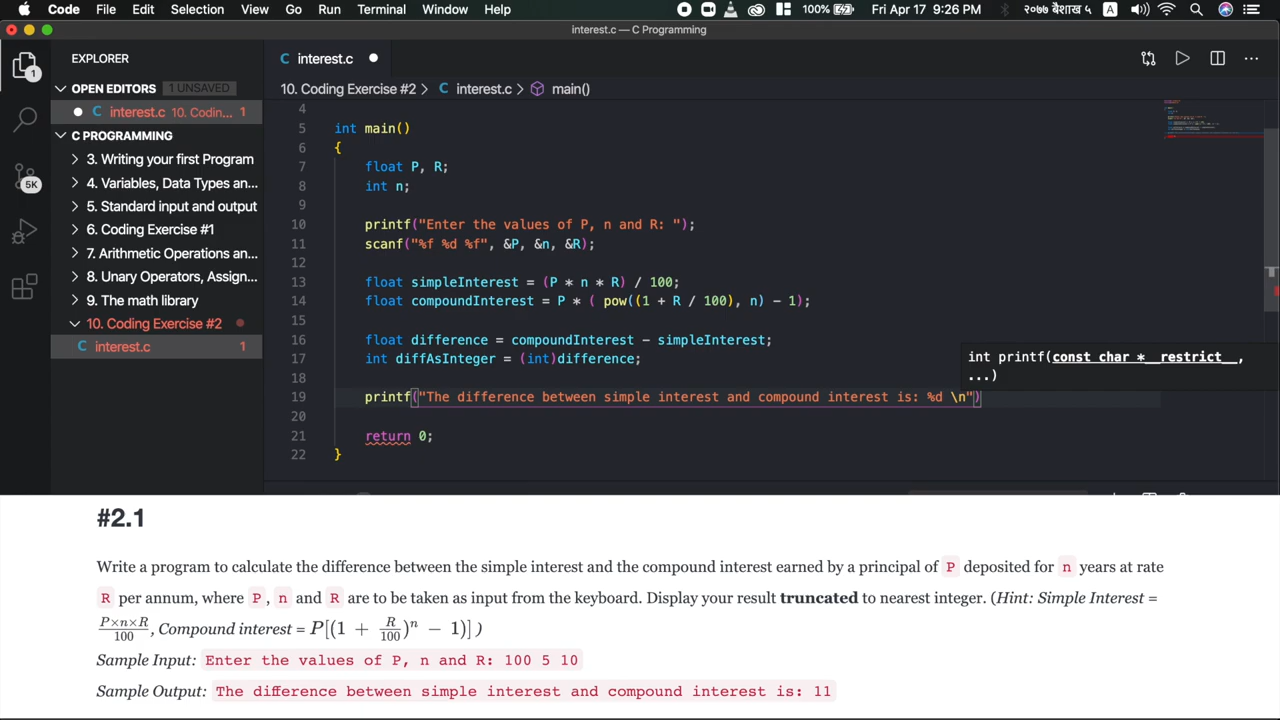 Code File Edit Selection View Go Run Terminal Window Help 100% Fri Apr 17 9:26 PM २०७७ बैशाख ५ A
interest.c — C Programming
EXPLORER
C interest.c
1
OPEN EDITORS 1 UNSAVED
10. Coding Exercise #2 > C interest.c > main()
C interest.c 10. Codin... 1
C PROGRAMMING
3. Writing your first Program
4. Variables, Data Types an...
5K
5. Standard input and output
6. Coding Exercise #1
7. Arithmetic Operations an...
8. Unary Operators, Assign...
9. The math library
10. Coding Exercise #2
C interest.c 1
4
5 int main()
6 {
7 float P, R;
8 int n;
9
10 printf("Enter the values of P, n and R: ");
11 scanf("%f %d %f", &P, &n, &R);
12
13 float simpleInterest = (P * n * R) / 100;
14 float compoundInterest = P * ( pow((1 + R / 100), n) - 1);
15
16 float difference = compoundInterest - simpleInterest;
17 int diffAsInteger = (int)difference;
18
int printf(const char *__restrict__,
...)
19 printf("The difference between simple interest and compound interest is: %d \n")
20
21 return 0;
22 }
#2.1
Write a program to calculate the difference between the simple interest and the compound interest earned by a principal of P deposited for n years at rate
R per annum, where P, n and R are to be taken as input from the keyboard. Display your result truncated to nearest integer. (Hint: Simple Interest =
P×n×R/100, Compound interest = P[(1 + R/100)^n − 1)] )
Sample Input: Enter the values of P, n and R: 100 5 10
Sample Output: The difference between simple interest and compound interest is: 11